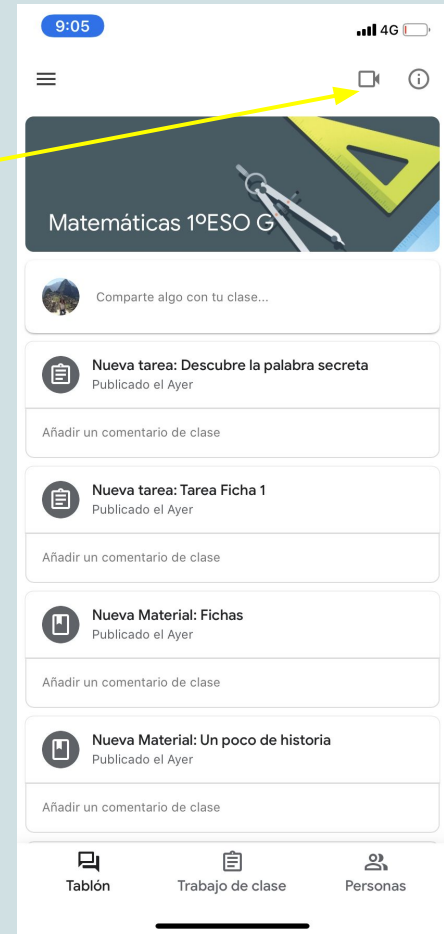 9:05
4G
Matemáticas 1ºESO G
Comparte algo con tu clase...
Nueva tarea: Descubre la palabra secreta
Publicado el Ayer
Añadir un comentario de clase
Nueva tarea: Tarea Ficha 1
Publicado el Ayer
Añadir un comentario de clase
Nueva Material: Fichas
Publicado el Ayer
Añadir un comentario de clase
Nueva Material: Un poco de historia
Publicado el Ayer
Añadir un comentario de clase
Tablón Trabajo de clase Personas